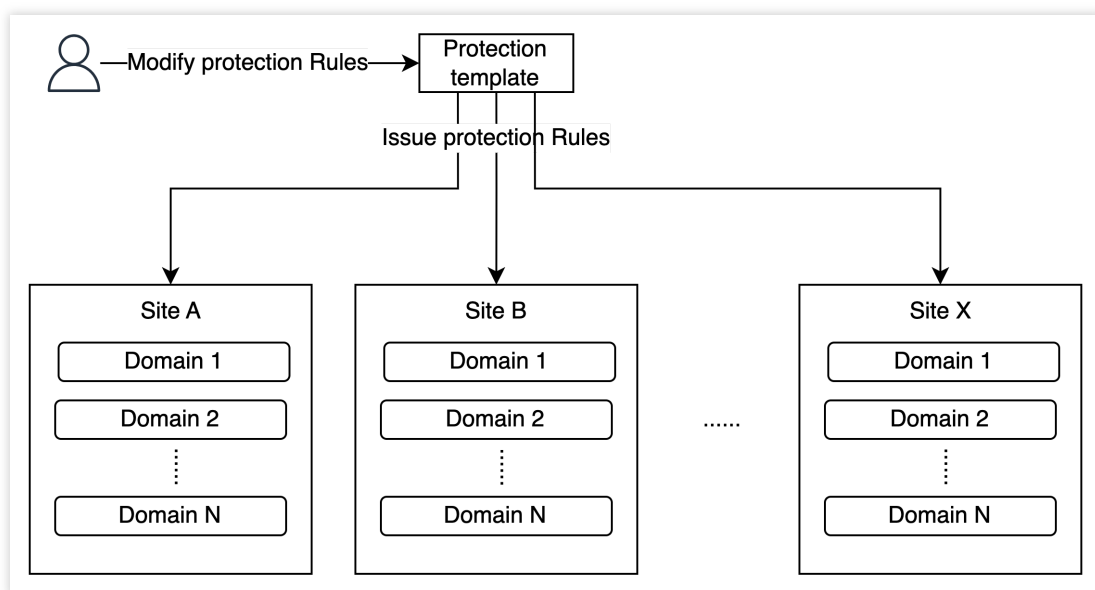 Modify protection Rules
Protection
template
Issue protection Rules
Site A
Domain 1
Domain 2
Domain N
Site B
Domain 1
Domain 2
Domain N
......
Site X
Domain 1
Domain 2
Domain N